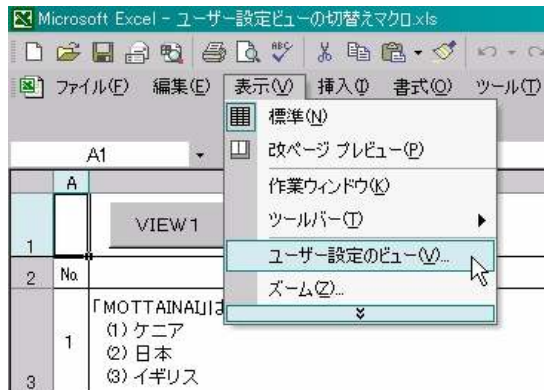 Microsoft Excel - ユーザー設定ビューの切替えマクロ.xls
ファイル(F) 編集(E) 表示(V) 挿入(I) 書式(O) ツール(T)
標準(N)
改ページ プレビュー(P)
作業ウィンドウ(K)
ツールバー(T)
ユーザー設定のビュー(V)...
ズーム(Z)...
A1
A
VIEW1
1
2 No.
「MOTTAINAI」は
(1) ケニア
1
(2) 日本
3 (3) イギリス